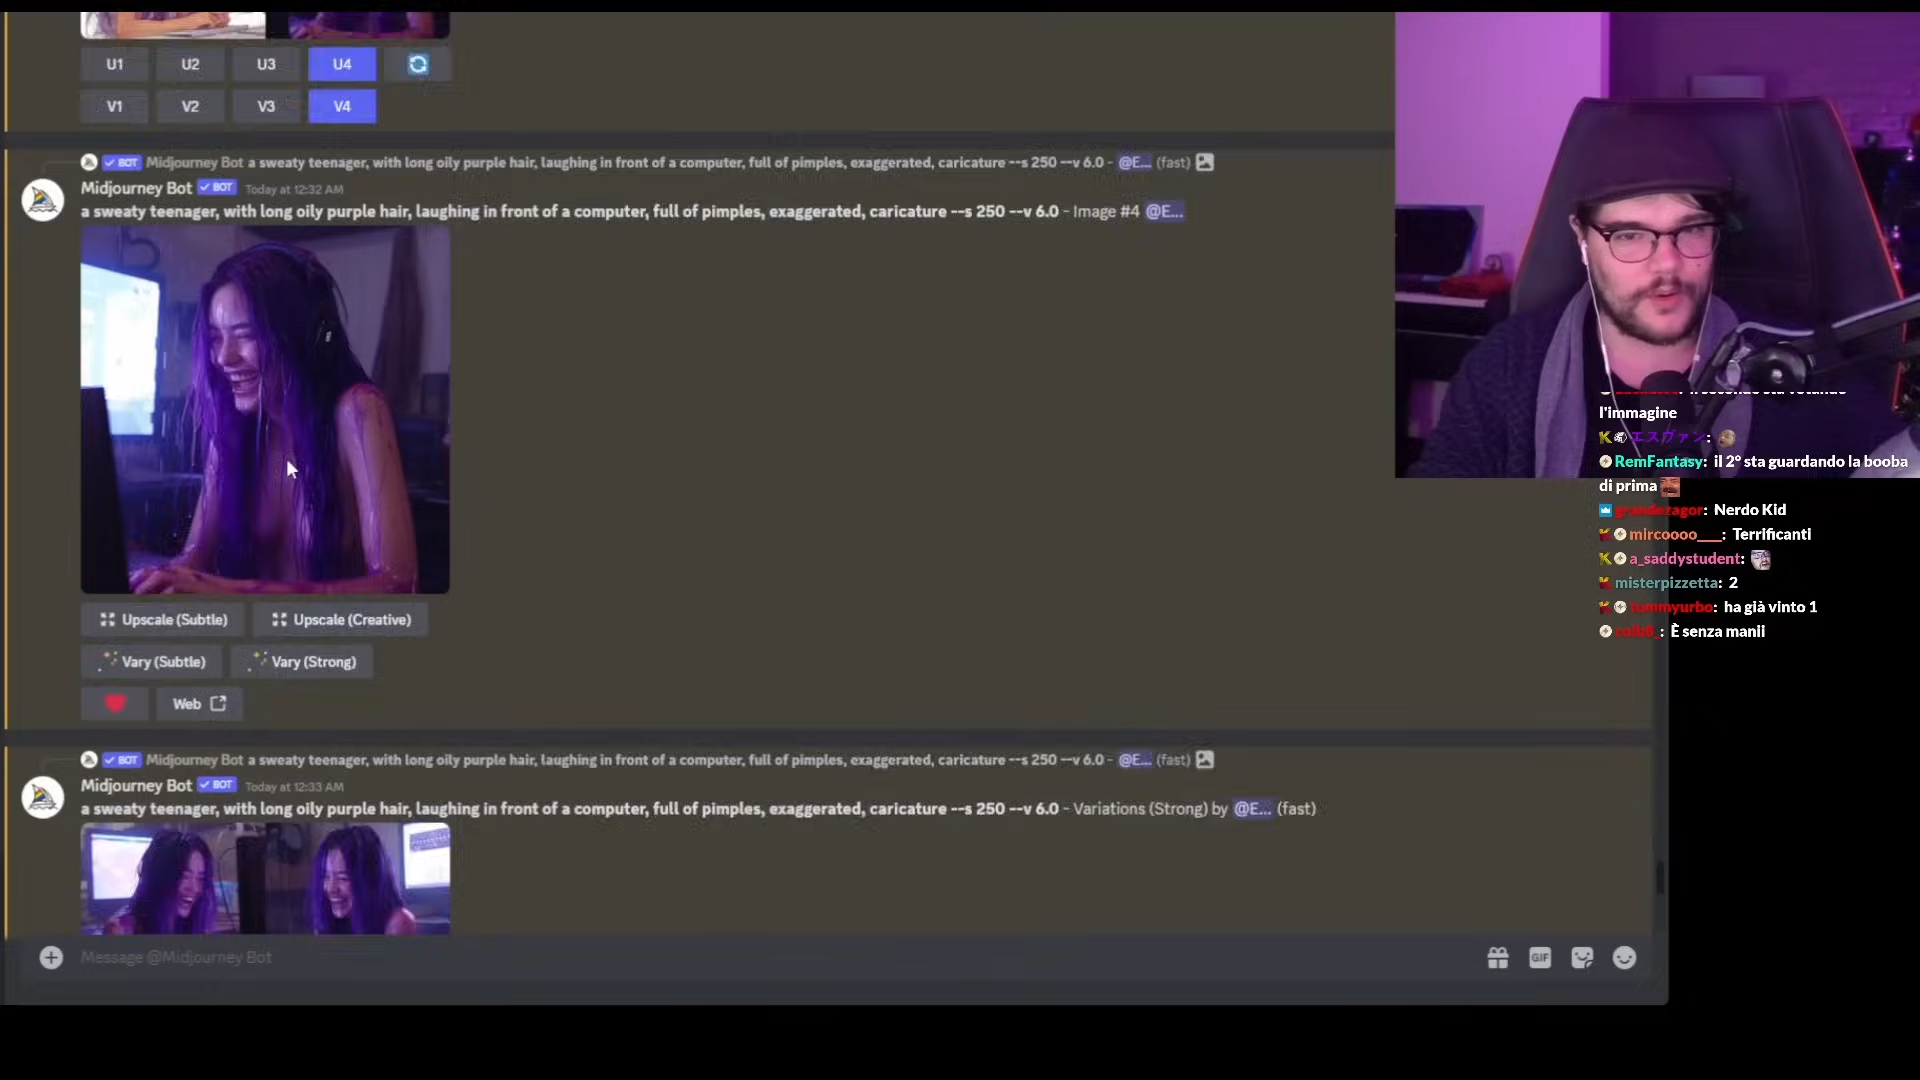 U1 U2 U3 U4
V1 V2 V3 V4
BOT Midjourney Bot a sweaty teenager, with long oily purple hair, laughing in front of a computer, full of pimples, exaggerated, caricature --s 250 --v 6.0 - @E... (fast)
Midjourney Bot BOT Today at 12:32 AM
a sweaty teenager, with long oily purple hair, laughing in front of a computer, full of pimples, exaggerated, caricature --s 250 --v 6.0 - Image #4 @E...
Upscale (Subtle) Upscale (Creative)
Vary (Subtle) Vary (Strong)
Web
BOT Midjourney Bot a sweaty teenager, with long oily purple hair, laughing in front of a computer, full of pimples, exaggerated, caricature --s 250 --v 6.0 - @E... (fast)
Midjourney Bot BOT Today at 12:33 AM
a sweaty teenager, with long oily purple hair, laughing in front of a computer, full of pimples, exaggerated, caricature --s 250 --v 6.0 - Variations (Strong) by @E... (fast)
Message @Midjourney Bot
GIF
l'immagine
エスヴァン:
RemFantasy: il 2° sta guardando la booba
di prima
grandezagor: Nerdo Kid
mircoooo___: Terrificanti
a_saddystudent:
misterpizzetta: 2
tummyurbo: ha già vinto 1
: È senza manii